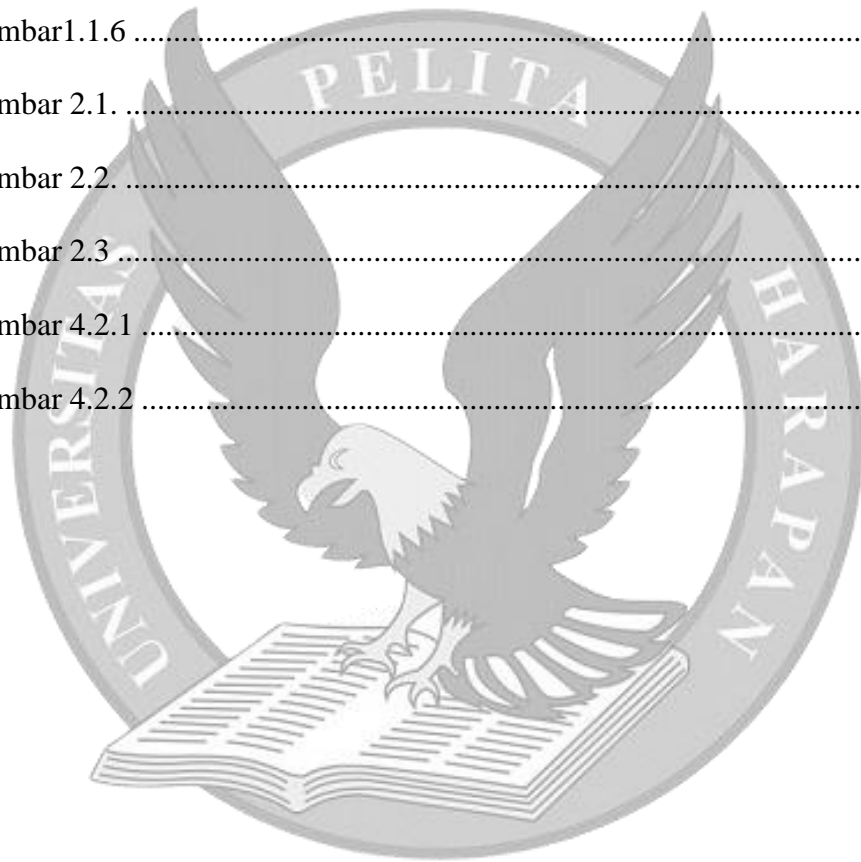 mbar1.1.6 ........................................................................................
mbar 2.1. .........................................................................................
mbar 2.2. .........................................................................................
mbar 2.3 ..........................................................................................
mbar 4.2.1 .......................................................................................
mbar 4.2.2 .......................................................................................
UNIVERSITAS PELITA HARAPAN